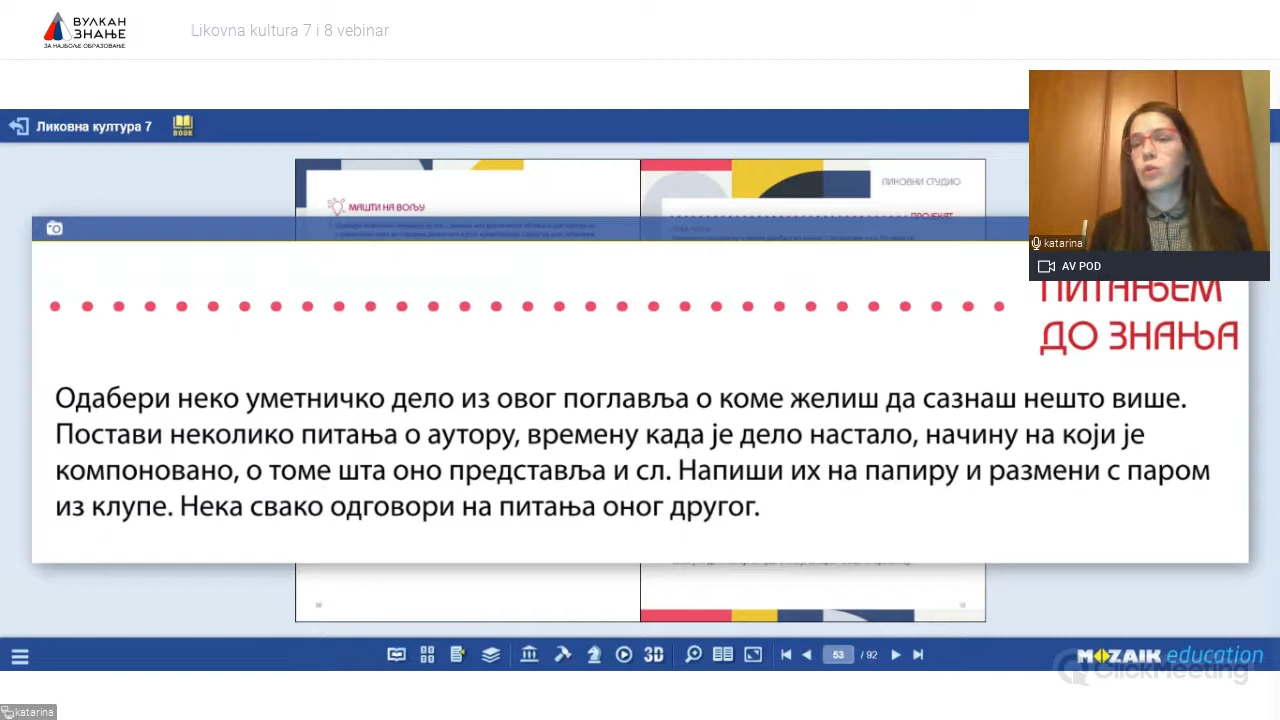 ВУЛКАН
ЗНАЊЕ
ЗА НАЈБОЉЕ ОБРАЗОВАЊЕ
Likovna kultura 7 i 8 vebinar
Ликовна култура 7
BOOK
МАШТИ НА ВОЉУ
ЛИКОВНИ СТУДИО
ПРОЈЕКАТ
katarina
AV POD
ПИТАЊЕМ
ДО ЗНАЊА
Одабери неко уметничко дело из овог поглавља о коме желиш да сазнаш нешто више.
Постави неколико питања о аутору, времену када је дело настало, начину на који је
компоновано, о томе шта оно представља и сл. Напиши их на папиру и размени с паром
из клупе. Нека свако одговори на питања оног другог.
3D
53 / 92
MOZAIK education
ClickMeeting
katarina